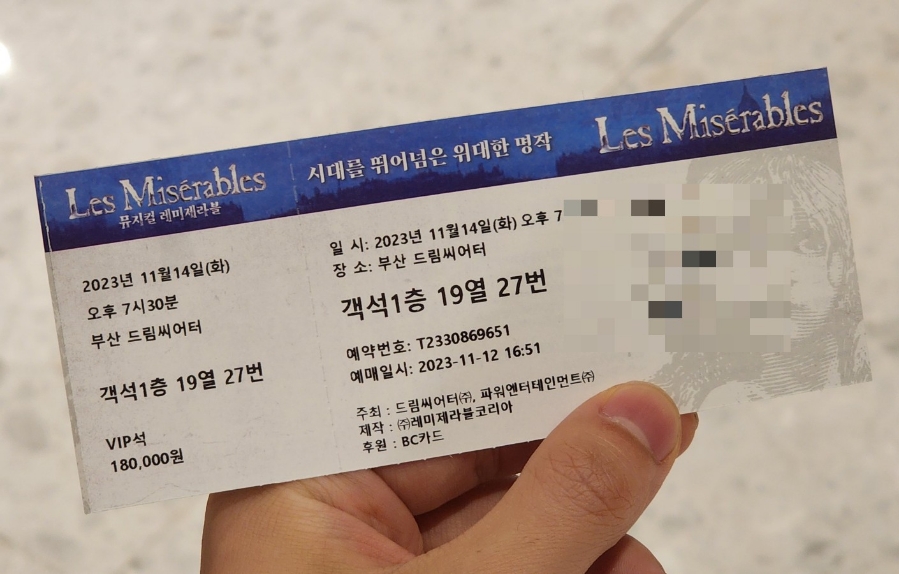 Les Misérables
뮤지컬 레미제라블
2023년 11월14일(화)
오후 7시30분
부산 드림씨어터
객석1층 19열 27번
VIP석
180,000원
시대를 뛰어넘은 위대한 명작
Les Misérables
일 시: 2023년 11월14일(화) 오후 7
장 소: 부산 드림씨어터
객석1층 19열 27번
예약번호: T2330869651
예매일시: 2023-11-12 16:51
주최 : 드림씨어터㈜, 파워엔터테인먼트㈜
제작 : ㈜레미제라블코리아
후원 : BC카드